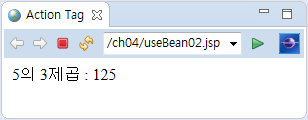 Action Tag
/ch04/useBean02.jsp
5의 3제곱 : 125